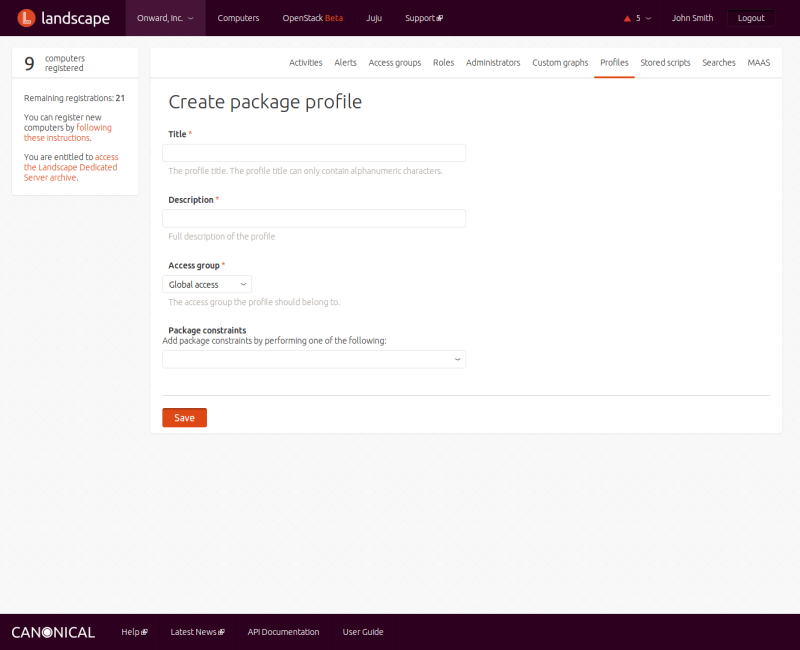 landscape
Onward, Inc.
Computers
OpenStack Beta
Juju
Support
5
John Smith
Logout
9 computers
registered
Remaining registrations: 21
You can register new
computers by following
these instructions.
You are entitled to access
the Landscape Dedicated
Server archive.
Activities
Alerts
Access groups
Roles
Administrators
Custom graphs
Profiles
Stored scripts
Searches
MAAS
Create package profile
Title *
The profile title. The profile title can only contain alphanumeric characters.
Description *
Full description of the profile
Access group *
Global access
The access group the profile should belong to.
Package constraints
Add package constraints by performing one of the following:
Save
CANONICAL
Help
Latest News
API Documentation
User Guide